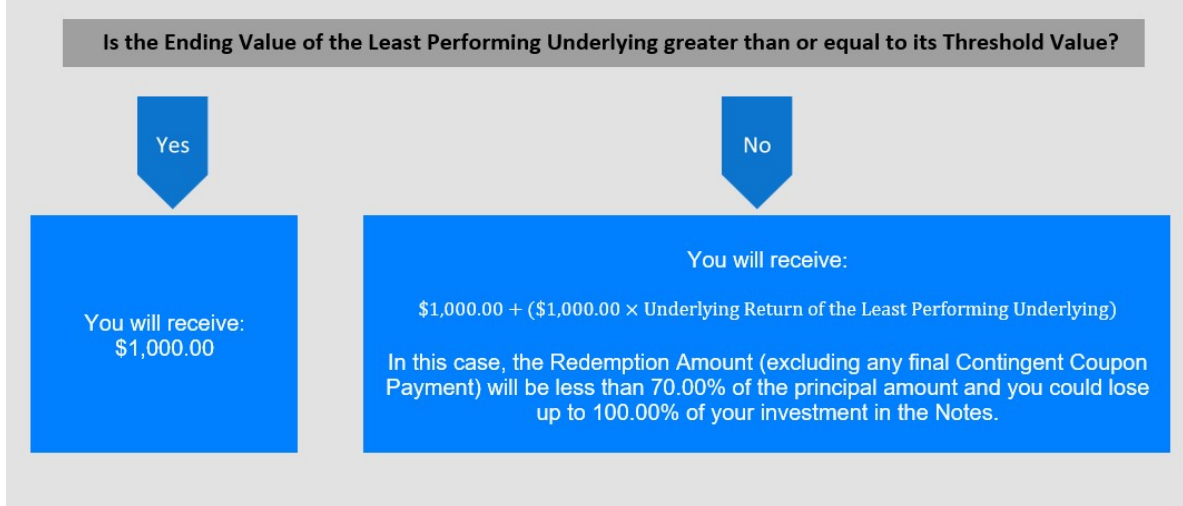 Is the Ending Value of the Least Performing Underlying greater than or equal to its Threshold Value?
Yes
No
You will receive:
$1,000.00
You will receive:
$1,000.00 + ($1,000.00 × Underlying Return of the Least Performing Underlying)
In this case, the Redemption Amount (excluding any final Contingent Coupon
Payment) will be less than 70.00% of the principal amount and you could lose
up to 100.00% of your investment in the Notes.